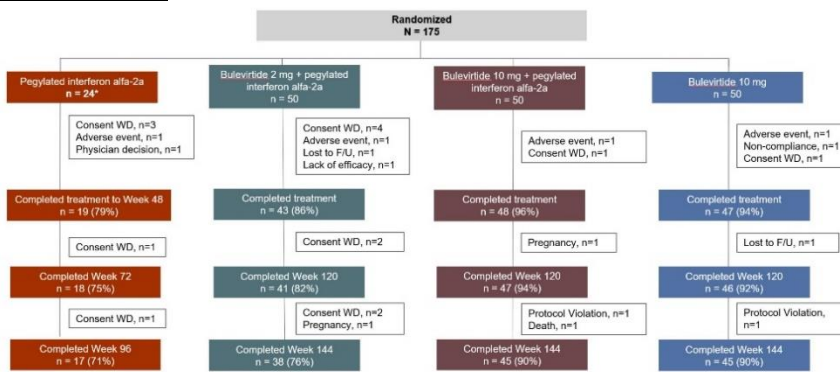 Randomized
N = 175
Pegylated interferon alfa-2a
n = 24*
Bulevirtide 2 mg + pegylated
interferon alfa-2a
n = 50
Bulevirtide 10 mg + pegylated
interferon alfa-2a
n = 50
Bulevirtide 10 mg
n = 50
Consent WD, n=3
Adverse event, n=1
Physician decision, n=1
Consent WD, n=4
Adverse event, n=1
Lost to F/U, n=1
Lack of efficacy, n=1
Adverse event, n=1
Consent WD, n=1
Adverse event, n=1
Non-compliance, n=1
Consent WD, n=1
Completed treatment to Week 48
n = 19 (79%)
Completed treatment
n = 43 (86%)
Completed treatment
n = 48 (96%)
Completed treatment
n = 47 (94%)
Consent WD, n=1
Consent WD, n=2
Pregnancy, n=1
Lost to F/U, n=1
Completed Week 72
n = 18 (75%)
Completed Week 120
n = 41 (82%)
Completed Week 120
n = 47 (94%)
Completed Week 120
n = 46 (92%)
Consent WD, n=1
Consent WD, n=2
Pregnancy, n=1
Protocol Violation, n=1
Death, n=1
Protocol Violation,
n=1
Completed Week 96
n = 17 (71%)
Completed Week 144
n = 38 (76%)
Completed Week 144
n = 45 (90%)
Completed Week 144
n = 45 (90%)